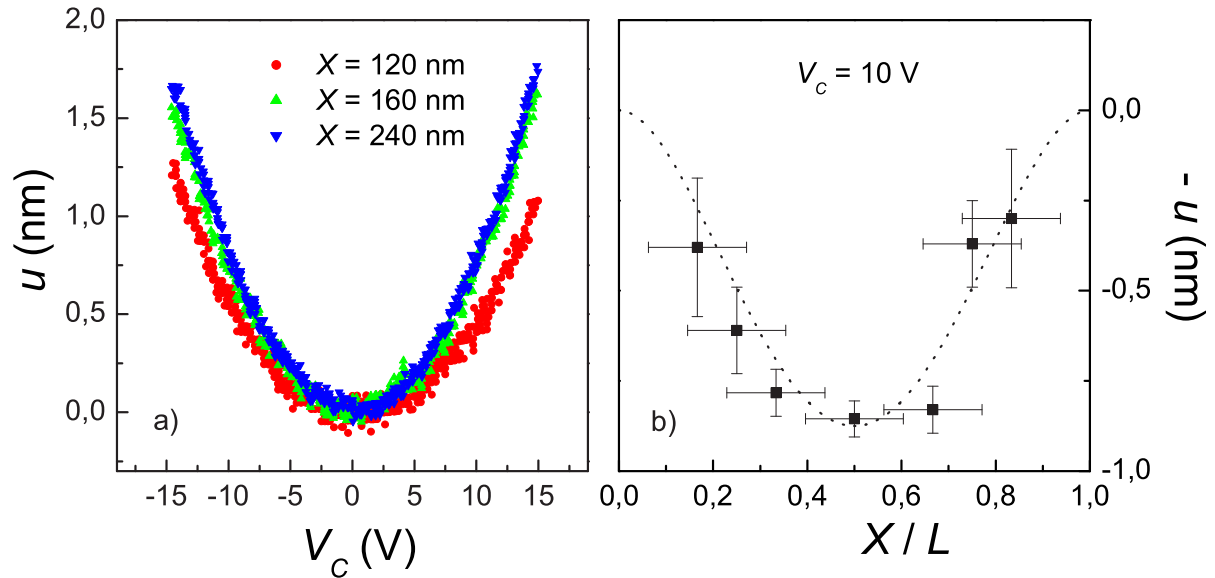 2,0
1,5
1,0
0,5
0,0
u (nm)
X = 120 nm
X = 160 nm
X = 240 nm
a)
-15 -10 -5 0 5 10 15
V_C (V)
V_C = 10 V
b)
0,0
-0,5
-1,0
- u (nm)
0,0 0,2 0,4 0,6 0,8 1,0
X / L